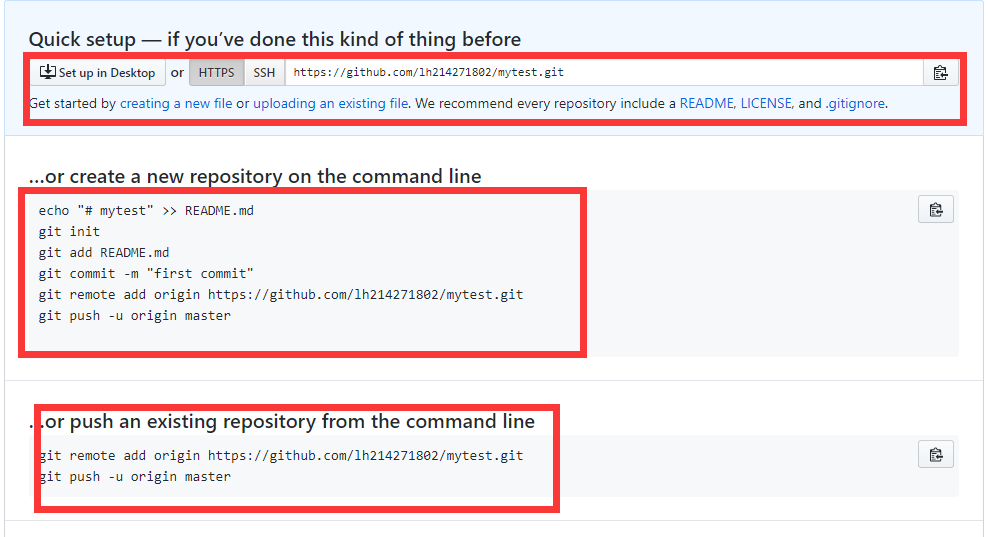 Quick setup — if you’ve done this kind of thing before
Set up in Desktop or HTTPS SSH https://github.com/lh214271802/mytest.git
Get started by creating a new file or uploading an existing file. We recommend every repository include a README, LICENSE, and .gitignore.
…or create a new repository on the command line
echo "# mytest" >> README.md
git init
git add README.md
git commit -m "first commit"
git remote add origin https://github.com/lh214271802/mytest.git
git push -u origin master
…or push an existing repository from the command line
git remote add origin https://github.com/lh214271802/mytest.git
git push -u origin master